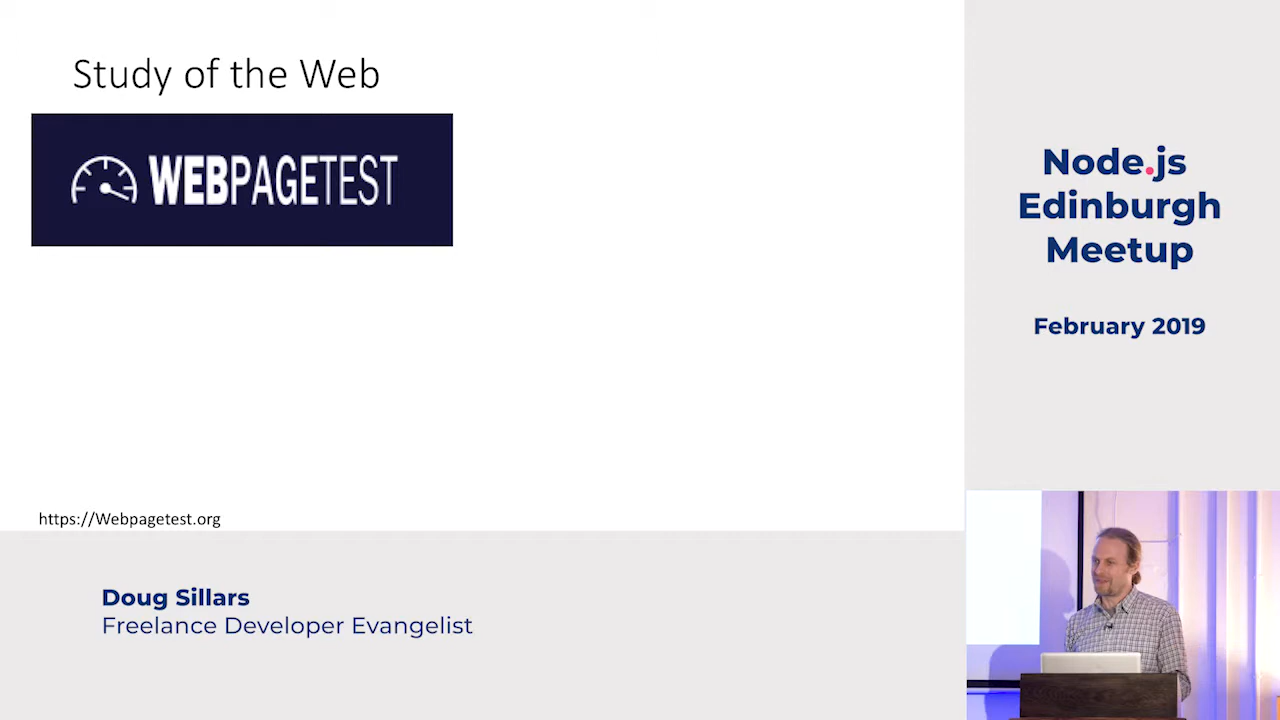 Study of the Web
WEBPAGETEST
https://Webpagetest.org
Node.js
Edinburgh
Meetup
February 2019
Doug Sillars
Freelance Developer Evangelist